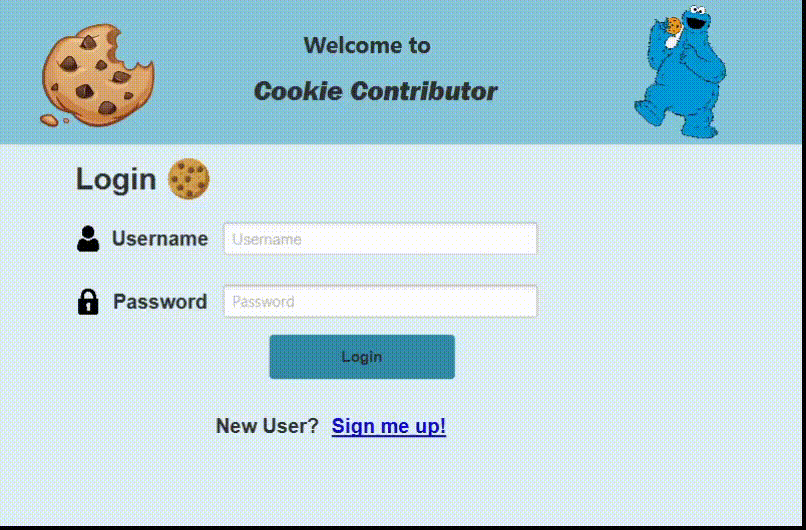 Welcome to
Cookie Contributor
Login
Username Username
Password Password
Login
New User? Sign me up!